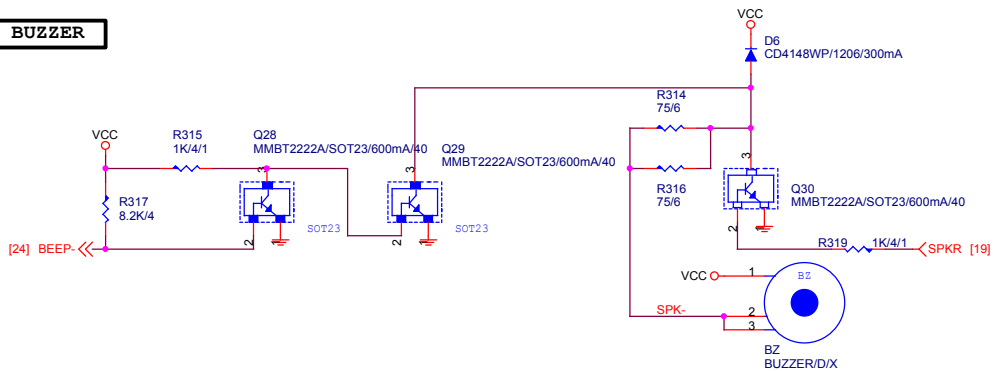 BUZZER
VCC
D6
CD4148WP/1206/300mA
R314
75/6
VCC
R315
1K/4/1
Q28
MMBT2222A/SOT23/600mA/40
Q29
MMBT2222A/SOT23/600mA/40
3
3
3
R316
75/6
Q30
MMBT2222A/SOT23/600mA/40
R317
8.2K/4
SOT23
SOT23
2
1
2
1
2
1
[24] BEEP-
R319
1K/4/1
SPKR [19]
VCC
1
BZ
SPK-
2
3
BZ
BUZZER/D/X